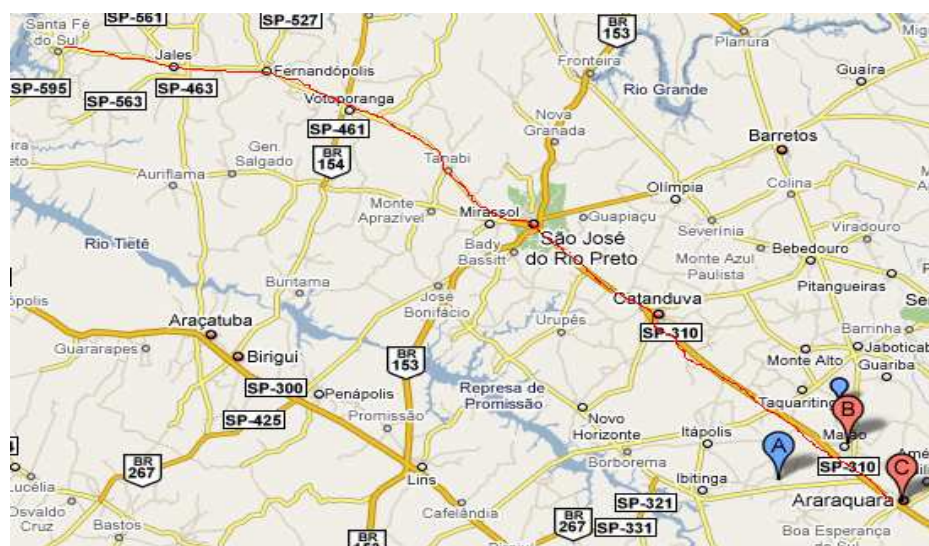 SP-561
SP-527
Santa Fé
do Sul
BR
153
Planura
Jales
Fernandópolis
Fronteira
Guaíra
SP-595
SP-463
SP-563
Rio Grande
Votuporanga
SP-461
Nova
Granada
Barretos
BR
154
Gen.
Salgado
Tanabi
Auriflama
Olímpia
Colina
Monte
Aprazível
Mirassol
Guapiaçu
Severínia
Viradouro
Rio Tietê
Bady
Bassitt
São José
do Rio Preto
Bebedouro
Monte Azul
Paulista
Pitangueiras
Buritama
José
Bonifácio
Catanduva
Araçatuba
Urupês
SP-310
Barrinha
Guararapes
Birigui
BR
153
Monte Alto
Jaboticab
Guariba
SP-300
Represa de
Promissão
Penápolis
Taquaritinga
SP-425
Promissão
Novo
Horizonte
B
Itápolis
A
Matão
BR
267
Borborema
SP-310
Lins
Ibitinga
C
Lucélia
SP-321
Araraquara
Osvaldo
Cruz
Cafelândia
BR
267
SP-331
Bastos
Boa Esperança
do Sul